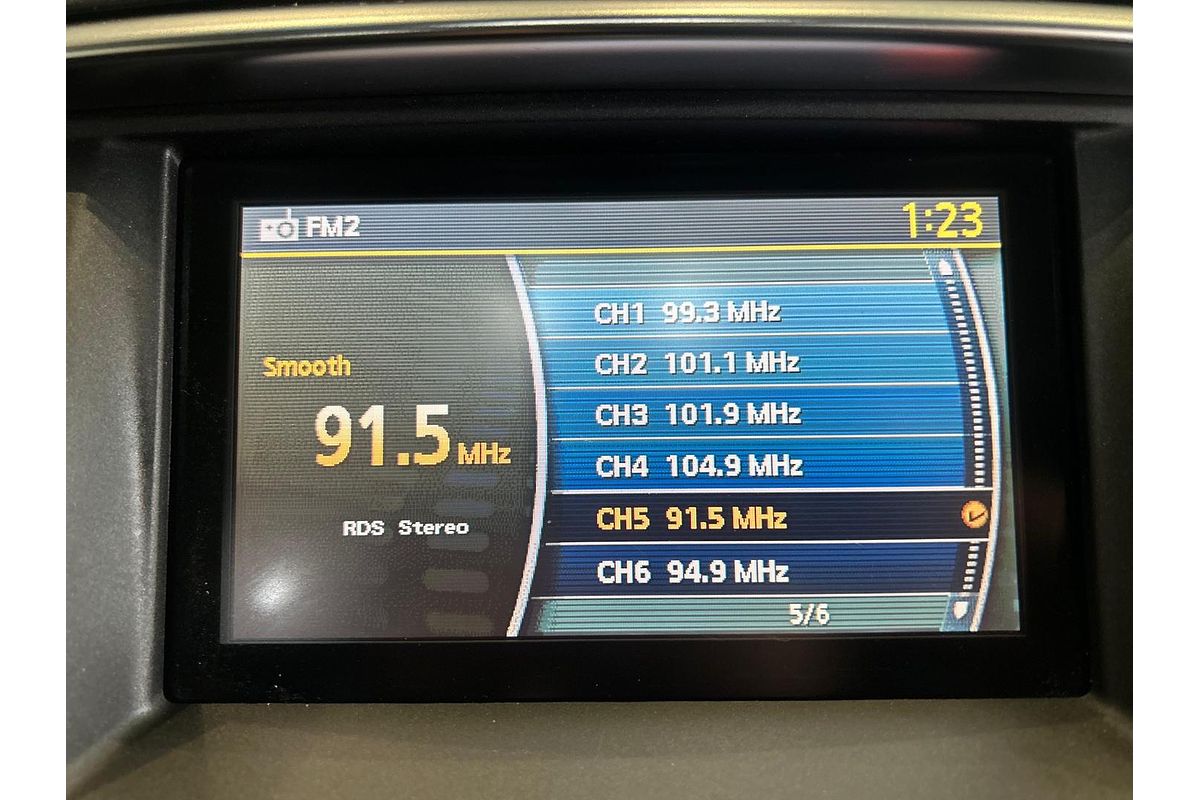 FM2
1:23
Smooth
91.5 MHz
RDS Stereo
CH1 99.3 MHz
CH2 101.1 MHz
CH3 101.9 MHz
CH4 104.9 MHz
CH5 91.5 MHz
CH6 94.9 MHz
5/6